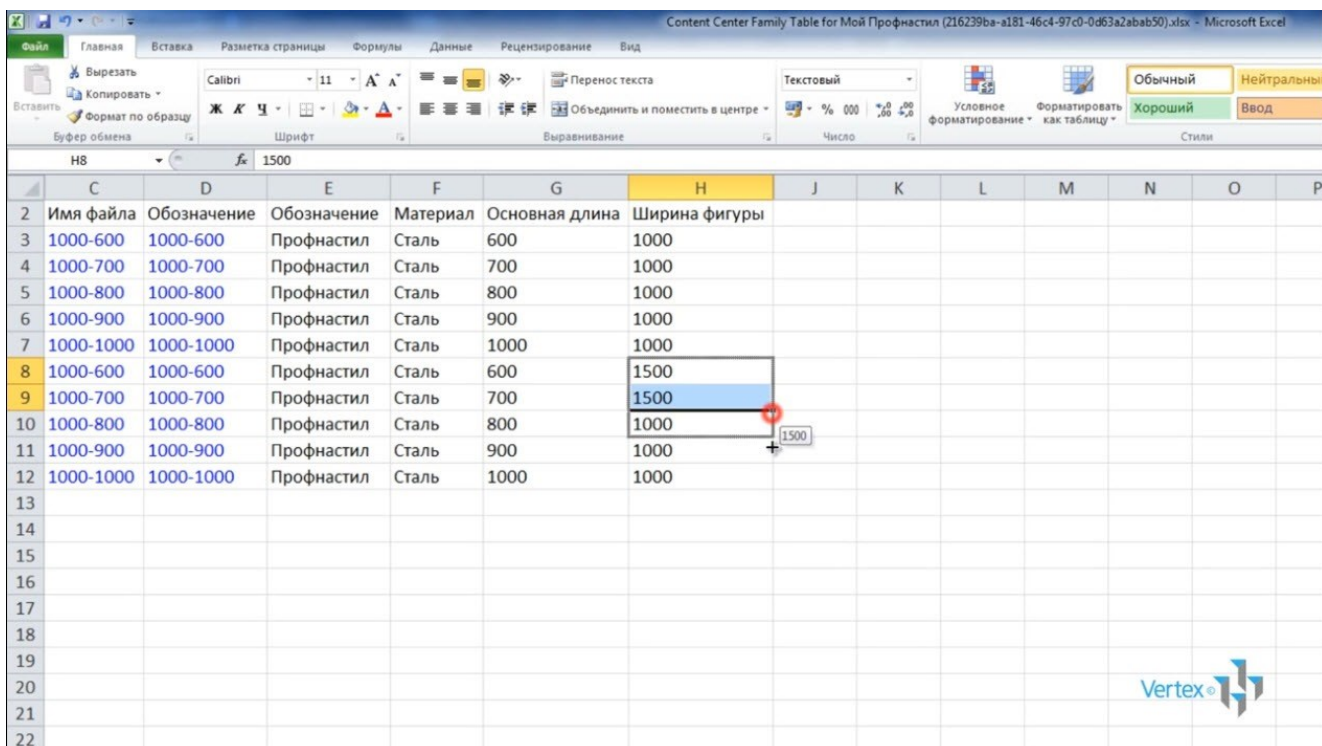 Content Center Family Table for Мой Профнастил (216239ba-a181-46c4-97c0-0d63a2abab50).xlsx - Microsoft Excel
Файл Главная Вставка Разметка страницы Формулы Данные Рецензирование Вид
Вставить
Вырезать
Копировать
Формат по образцу
Буфер обмена
Calibri 11
Ж К Ч
Шрифт
Перенос текста
Объединить и поместить в центре
Выравнивание
Текстовый
% 000
Число
Условное форматирование
Форматировать как таблицу
Обычный Нейтральны
Хороший Ввод
Стили
H8 fx 1500
C D E F G H J K L M N O P
2 Имя файла Обозначение Обозначение Материал Основная длина Ширина фигуры
3 1000-600 1000-600 Профнастил Сталь 600 1000
4 1000-700 1000-700 Профнастил Сталь 700 1000
5 1000-800 1000-800 Профнастил Сталь 800 1000
6 1000-900 1000-900 Профнастил Сталь 900 1000
7 1000-1000 1000-1000 Профнастил Сталь 1000 1000
8 1000-600 1000-600 Профнастил Сталь 600 1500
9 1000-700 1000-700 Профнастил Сталь 700 1500
10 1000-800 1000-800 Профнастил Сталь 800 1000
1500
11 1000-900 1000-900 Профнастил Сталь 900 1000
12 1000-1000 1000-1000 Профнастил Сталь 1000 1000
13
14
15
16
17
18
19
20
Vertex
21
22